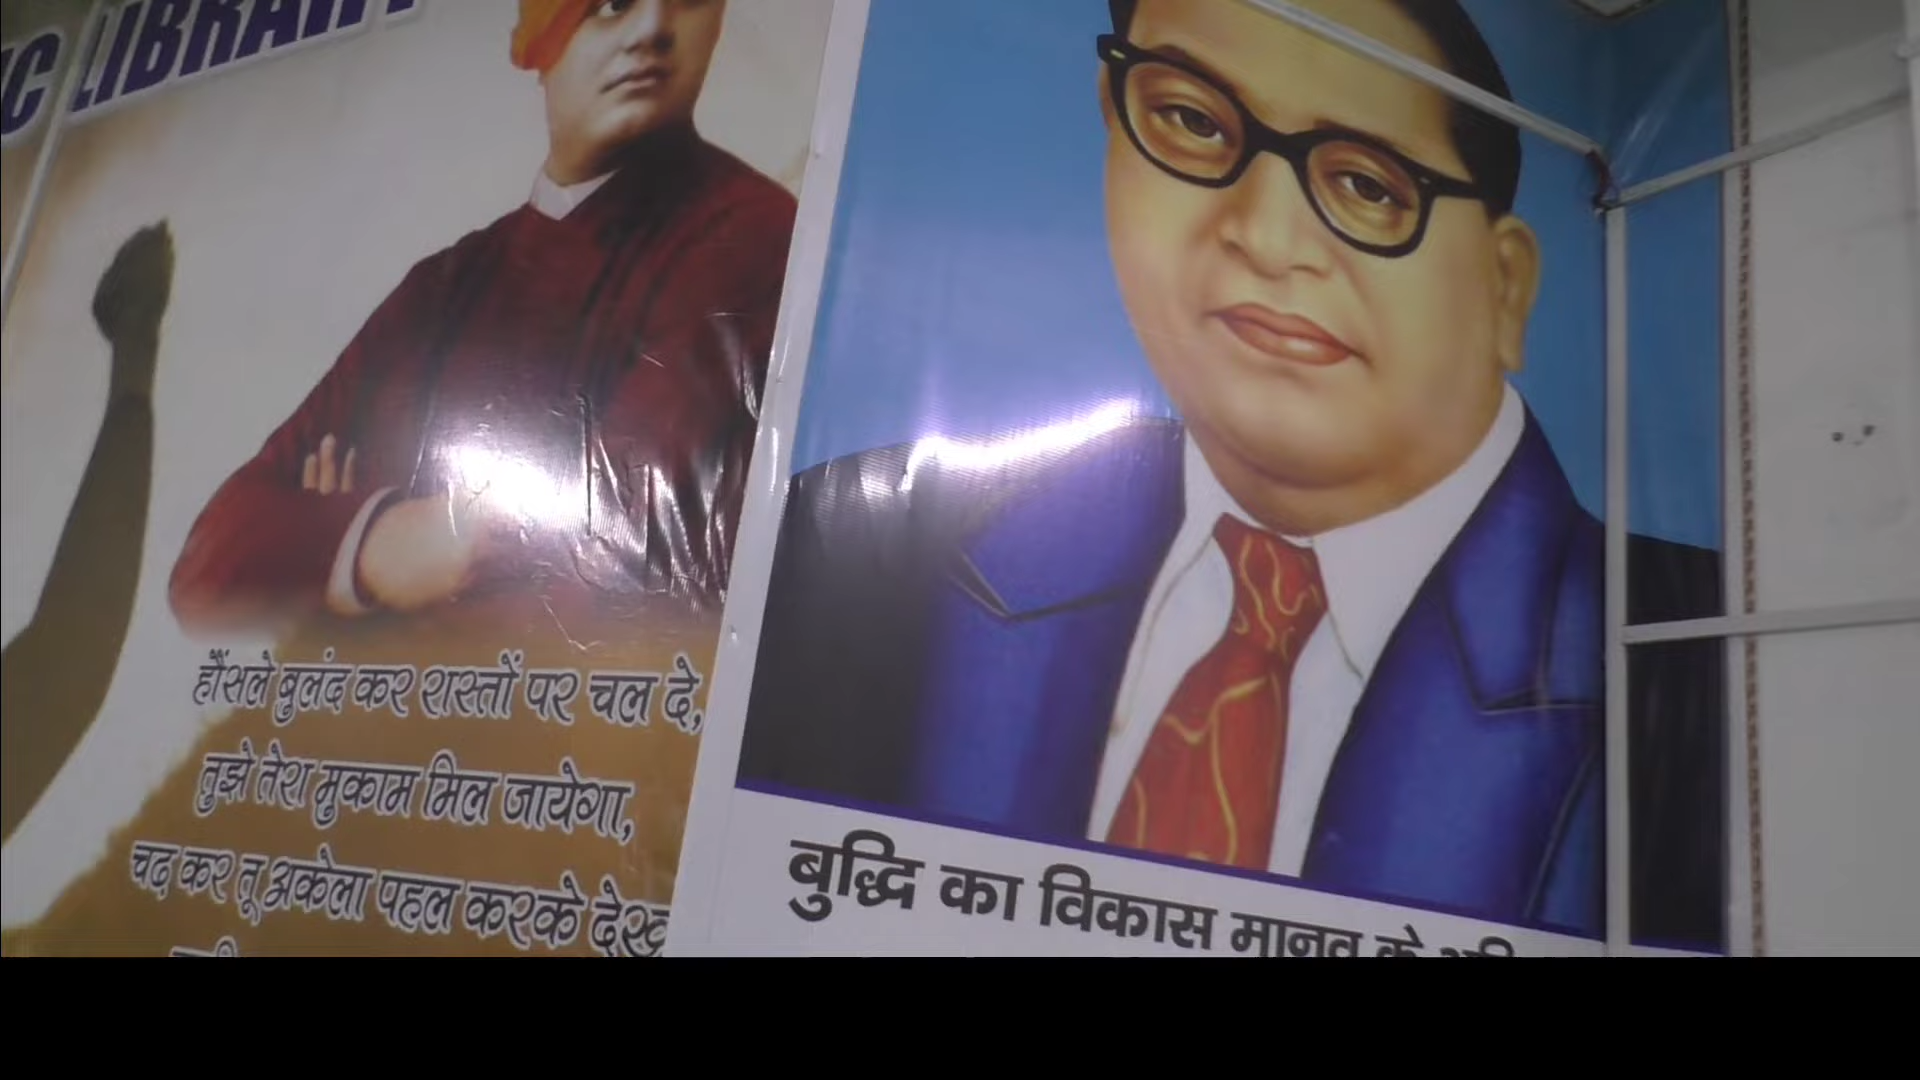 LIBRARY
हौंसले बुलंद कर रास्तों पर चल दे,
तुझे तेरा मुकाम मिल जायेगा,
चढ़ कर तू अकेला पहल करके देख
बुद्धि का विकास मानव के